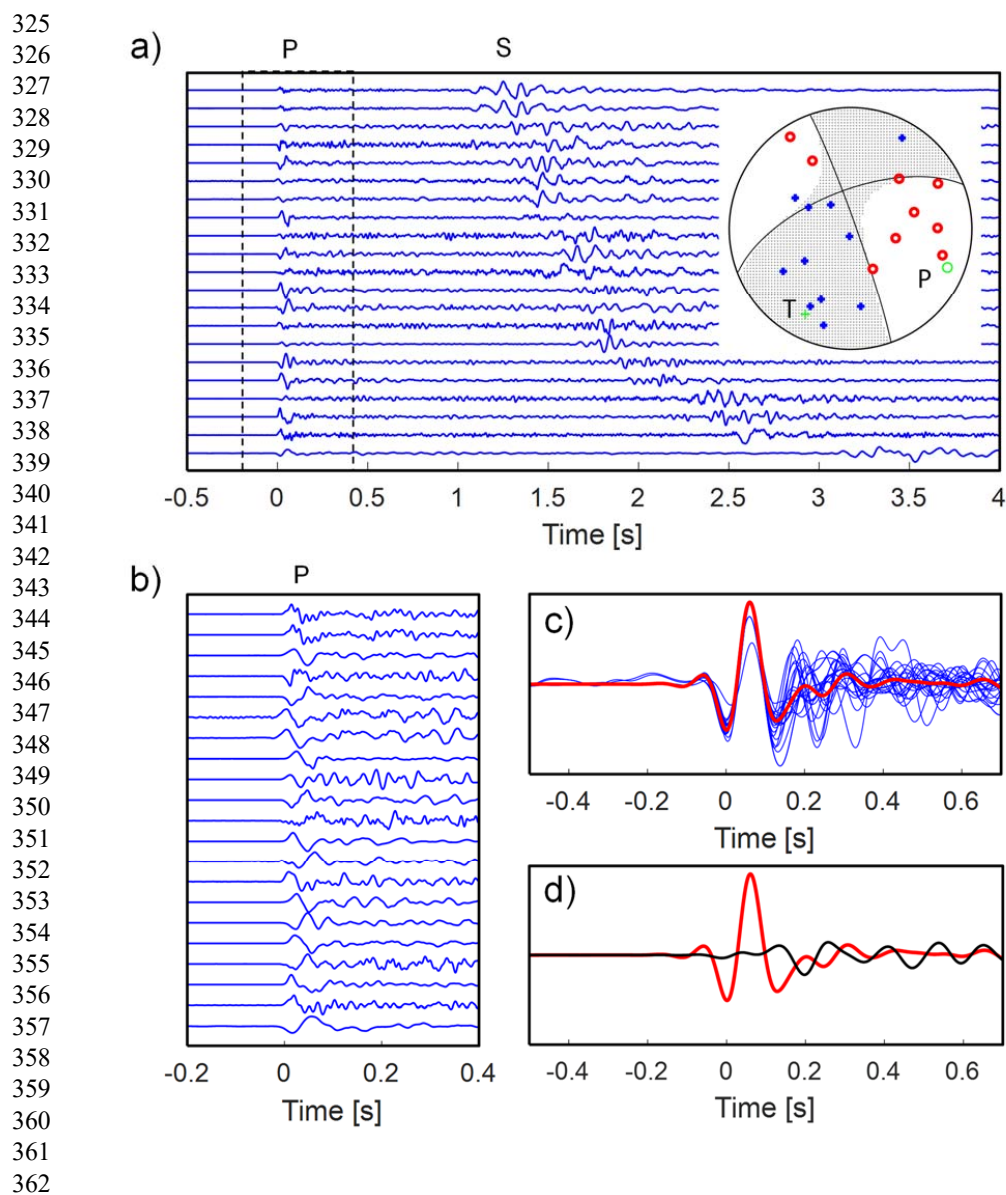 325
326
327
328
329
330
331
332
333
334
335
336
337
338
339
340
341
342
343
344
345
346
347
348
349
350
351
352
353
354
355
356
357
358
359
360
361
362
a)
P S
T P
-0.5 0 0.5 1 1.5 2 2.5 3 3.5 4
Time [s]
b)
P
-0.2 0 0.2 0.4
Time [s]
c)
-0.4 -0.2 0 0.2 0.4 0.6
Time [s]
d)
-0.4 -0.2 0 0.2 0.4 0.6
Time [s]